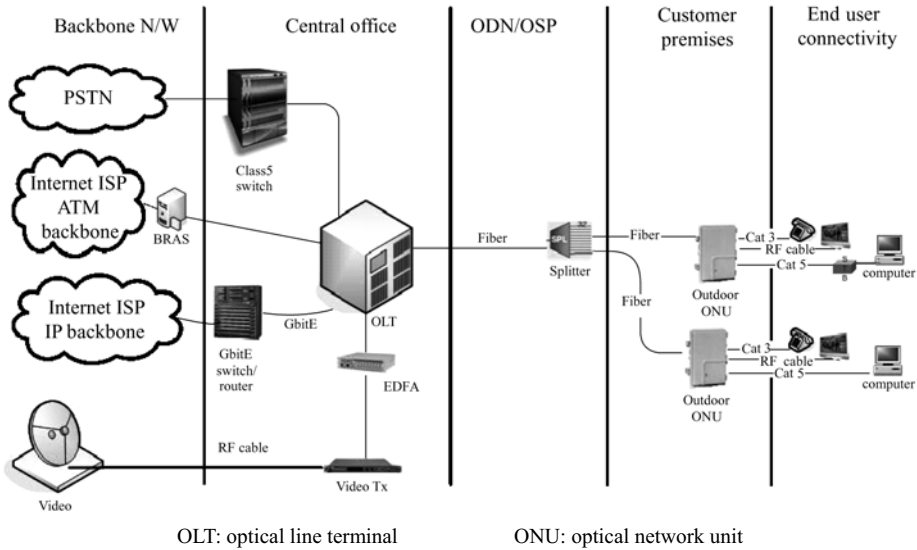 Backbone N/W
Central office
ODN/OSP
Customer
premises
End user
connectivity
PSTN
Class5
switch
Internet ISP
ATM
backbone
BRAS
Internet ISP
IP backbone
GbitE
switch/
router
GbitE
OLT
EDFA
Video
RF cable
Video Tx
Fiber
32
SPL
Splitter
Fiber
Fiber
Outdoor
ONU
Cat 3
RF cable
Cat 5
S
B
computer
Outdoor
ONU
Cat 3
RF cable
Cat 5
computer
OLT: optical line terminal
ONU: optical network unit